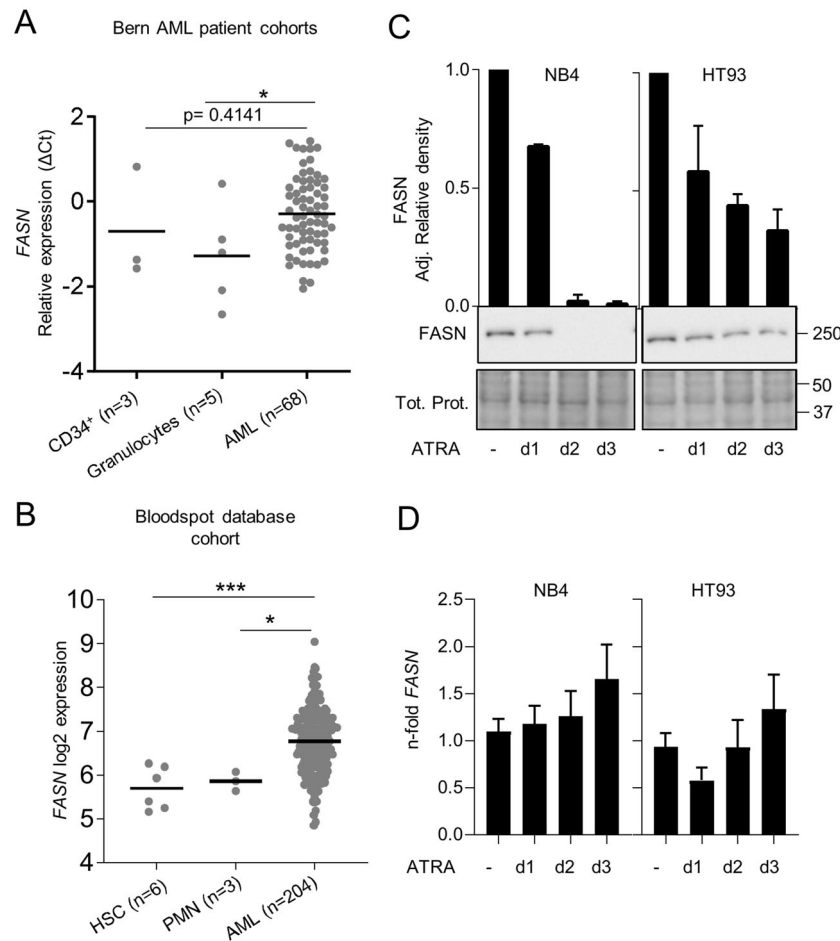 A
Bern AML patient cohorts
*
p= 0.4141
2
0
-2
-4
FASN
Relative expression (ΔCt)
CD34+ (n=3)
Granulocytes (n=5)
AML (n=68)
B
Bloodspot database
cohort
***
*
10
9
8
7
6
5
4
FASN log2 expression
HSC (n=6)
PMN (n=3)
AML (n=204)
C
NB4
HT93
1.0
0.5
0.0
FASN
Adj. Relative density
FASN
250
Tot. Prot.
50
37
ATRA - d1 d2 d3 - d1 d2 d3
D
NB4
HT93
2.5
2.0
1.5
1.0
0.5
0.0
n-fold FASN
ATRA - d1 d2 d3 - d1 d2 d3